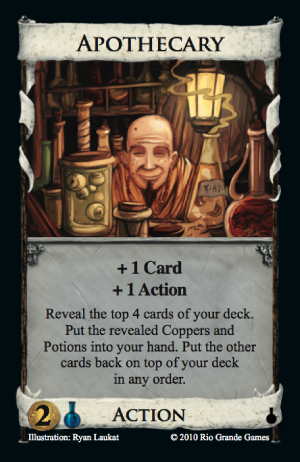 APOTHECARY
+1 Card
+1 Action
Reveal the top 4 cards of your deck.
Put the revealed Coppers and
Potions into your hand. Put the other
cards back on top of your deck
in any order.
2 ACTION
Illustration: Ryan Laukat © 2010 Rio Grande Games